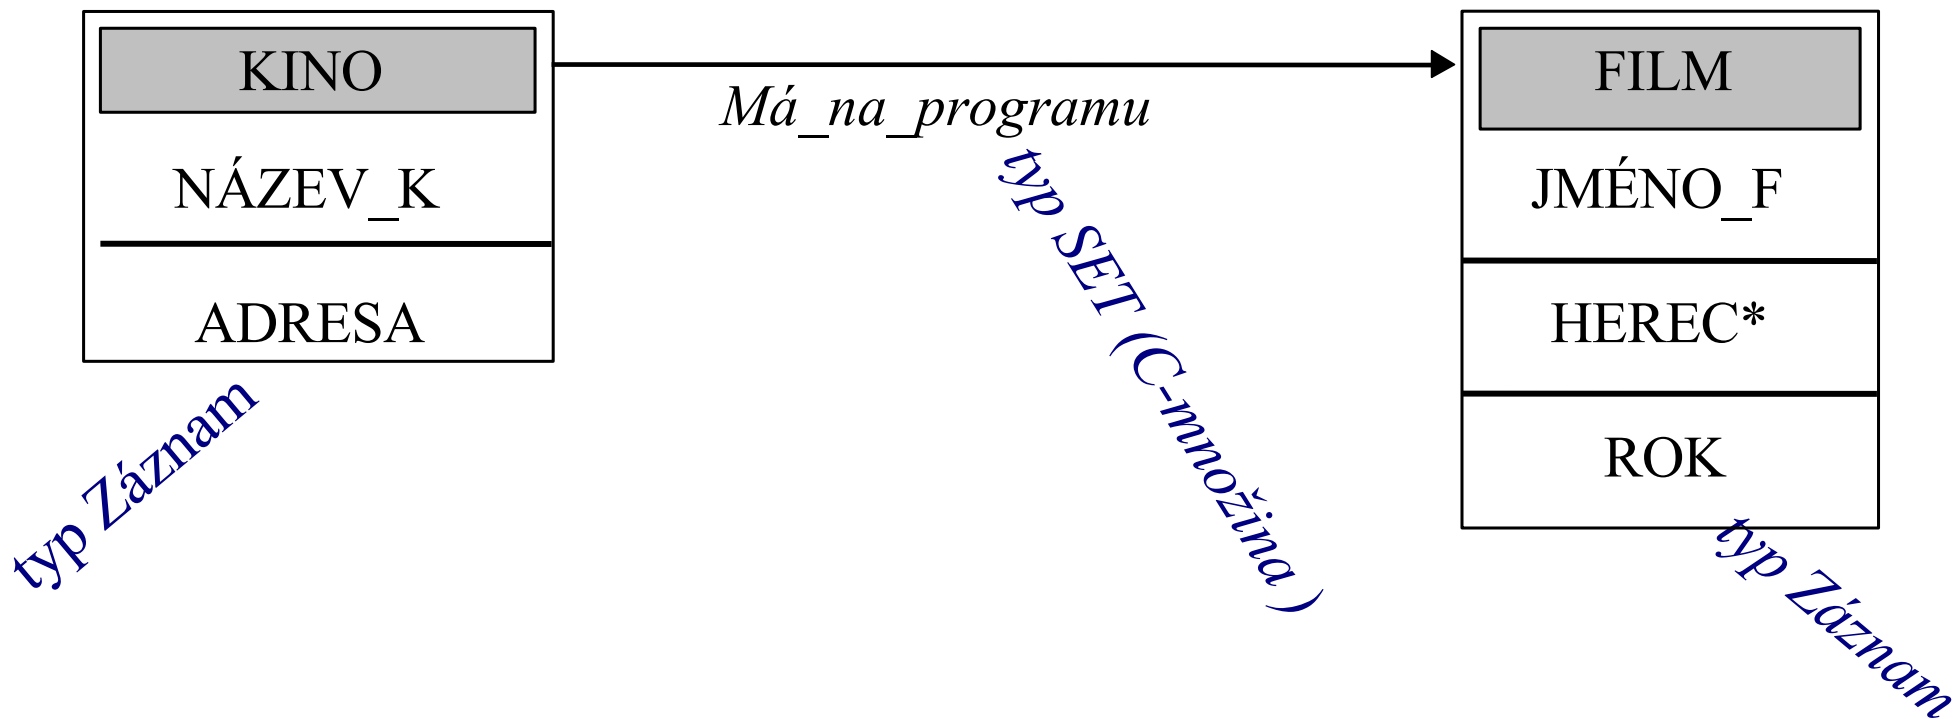 KINO
NÁZEV_K
ADRESA
typ Záznam
Má_na_programu
typ SET (C-množina )
FILM
JMÉNO_F
HEREC*
ROK
typ Záznam